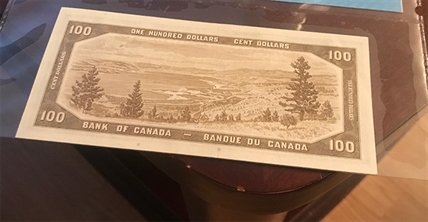 ONE HUNDRED DOLLARS CENT DOLLARS
100 100
CENT DOLLARS
100 100
BANK OF CANADA — BANQUE DU CANADA